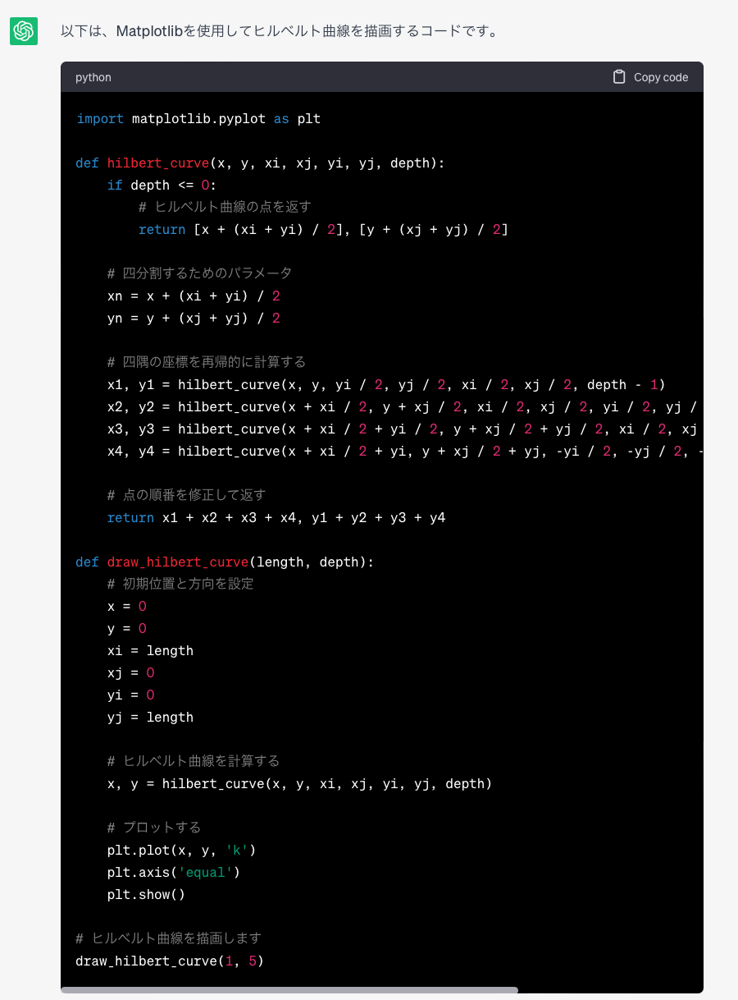 以下は、Matplotlibを使用してヒルベルト曲線を描画するコードです。
python
Copy code
import matplotlib.pyplot as plt
def hilbert_curve(x, y, xi, xj, yi, yj, depth):
    if depth <= 0:
        # ヒルベルト曲線の点を返す
        return [x + (xi + yi) / 2], [y + (xj + yj) / 2]
    # 四分割するためのパラメータ
    xn = x + (xi + yi) / 2
    yn = y + (xj + yj) / 2
    # 四隅の座標を再帰的に計算する
    x1, y1 = hilbert_curve(x, y, yi / 2, yj / 2, xi / 2, xj / 2, depth - 1)
    x2, y2 = hilbert_curve(x + xi / 2, y + xj / 2, xi / 2, xj / 2, yi / 2, yj /
    x3, y3 = hilbert_curve(x + xi / 2 + yi / 2, y + xj / 2 + yj / 2, xi / 2, xj
    x4, y4 = hilbert_curve(x + xi / 2 + yi, y + xj / 2 + yj, -yi / 2, -yj / 2, -
    # 点の順番を修正して返す
    return x1 + x2 + x3 + x4, y1 + y2 + y3 + y4
def draw_hilbert_curve(length, depth):
    # 初期位置と方向を設定
    x = 0
    y = 0
    xi = length
    xj = 0
    yi = 0
    yj = length
    # ヒルベルト曲線を計算する
    x, y = hilbert_curve(x, y, xi, xj, yi, yj, depth)
    # プロットする
    plt.plot(x, y, 'k')
    plt.axis('equal')
    plt.show()
# ヒルベルト曲線を描画します
draw_hilbert_curve(1, 5)